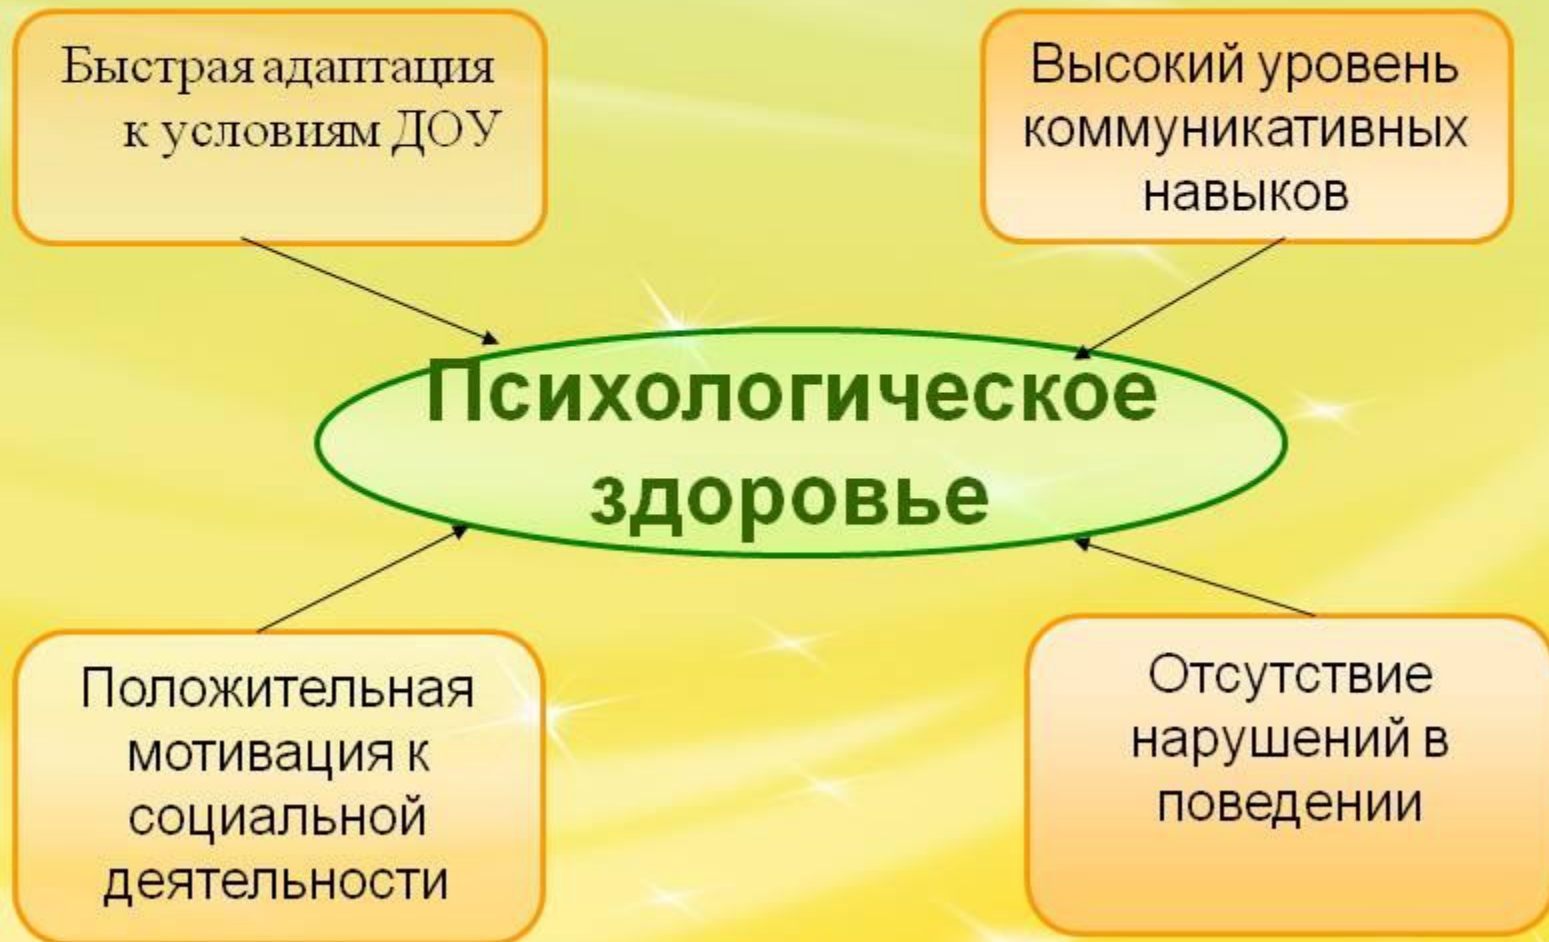 Быстрая адаптация
к условиям ДОУ
Высокий уровень
коммуникативных
навыков
Психологическое
здоровье
Положительная
мотивация к
социальной
деятельности
Отсутствие
нарушений в
поведении